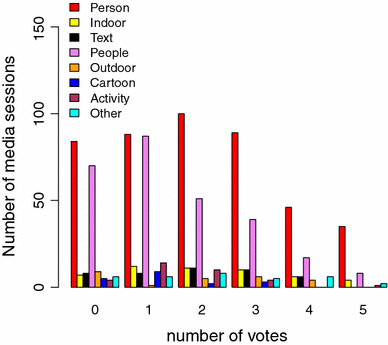 Person
Indoor
Text
People
Outdoor
Cartoon
Activity
Other
150
100
50
0
Number of media sessions
0 1 2 3 4 5
number of votes